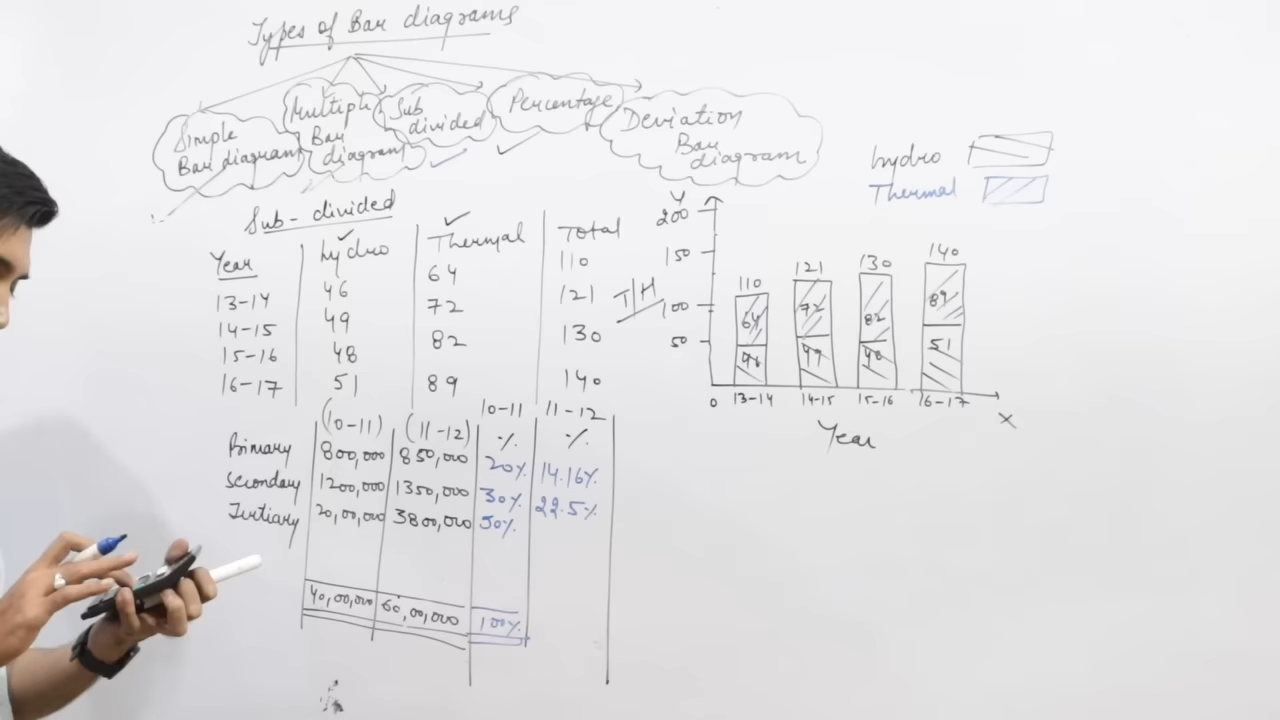 Types of Bar diagrams
Simple Bar diagram
Multiple Bar diagram
Sub divided
Percentage
Deviation Bar diagram
hydro
Thermal
Sub-divided
Year hydro Thermal Total
13-14 46 64 110
14-15 49 72 121
15-16 48 82 130
16-17 51 89 140
Y
200
150
100
50
0
T/H
110 121 130 140
64 72 82 89
46 49 48 51
13-14 14-15 15-16 16-17
X
Year
(10-11) (11-12) 10-11 11-12
% %
Primary 800,000 850,000 20% 14.16%
Secondary 1200,000 1350,000 30% 22.5%
Tertiary 20,00,000 3800,000 50%
40,00,000 60,00,000 100%